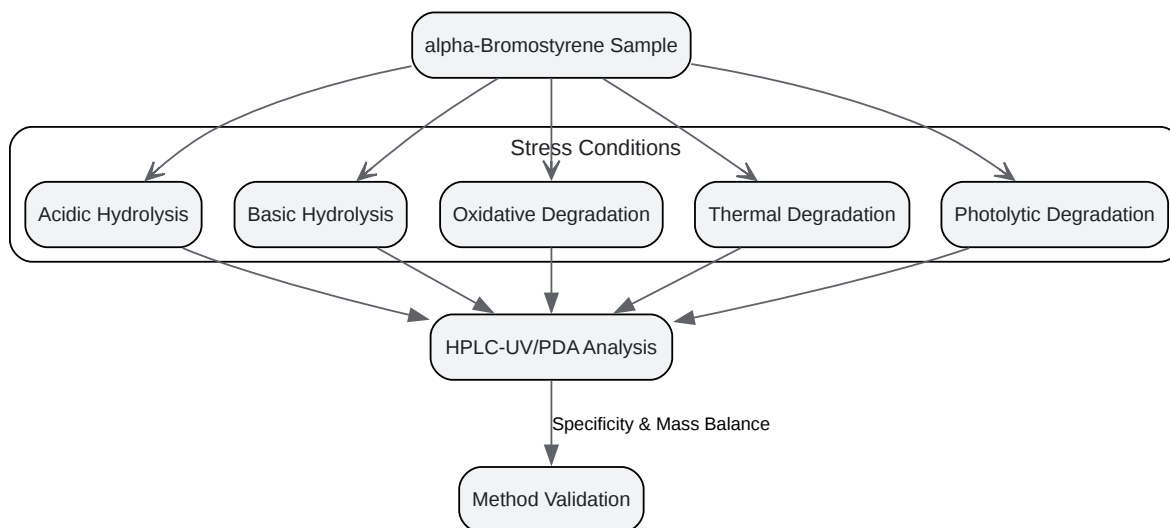 alpha-Bromostyrene Sample
Stress Conditions
Acidic Hydrolysis
Basic Hydrolysis
Oxidative Degradation
Thermal Degradation
Photolytic Degradation
HPLC-UV/PDA Analysis
Specificity & Mass Balance
Method Validation